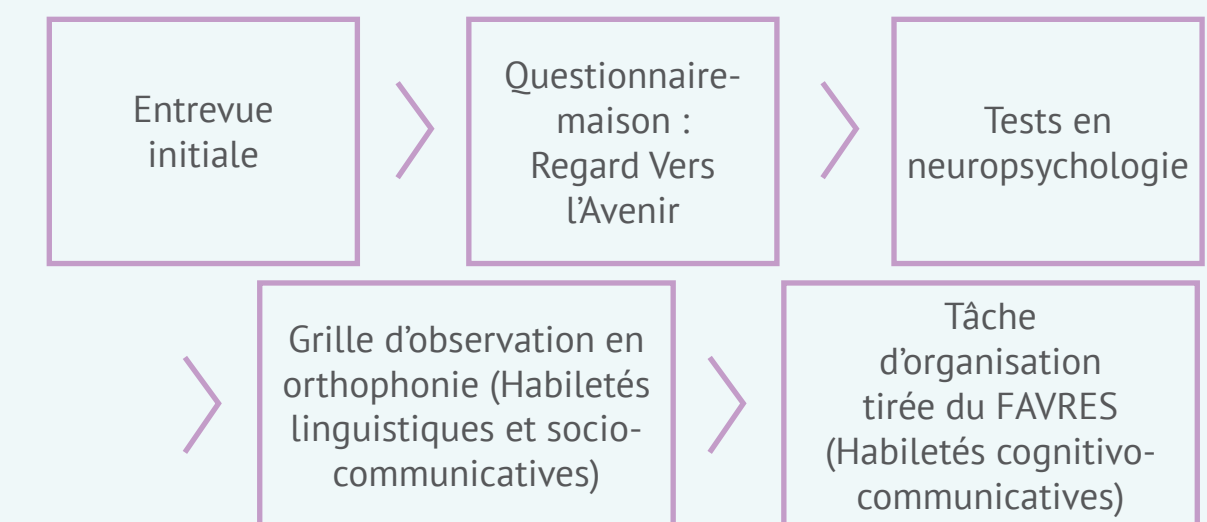 Entrevue
initiale
Questionnaire-
maison :
Regard Vers
l’Avenir
Tests en
neuropsychologie
Grille d’observation en
orthophonie (Habiletés
linguistiques et socio-
communicatives)
Tâche
d’organisation
tirée du FAVRES
(Habiletés cognitivo-
communicatives)